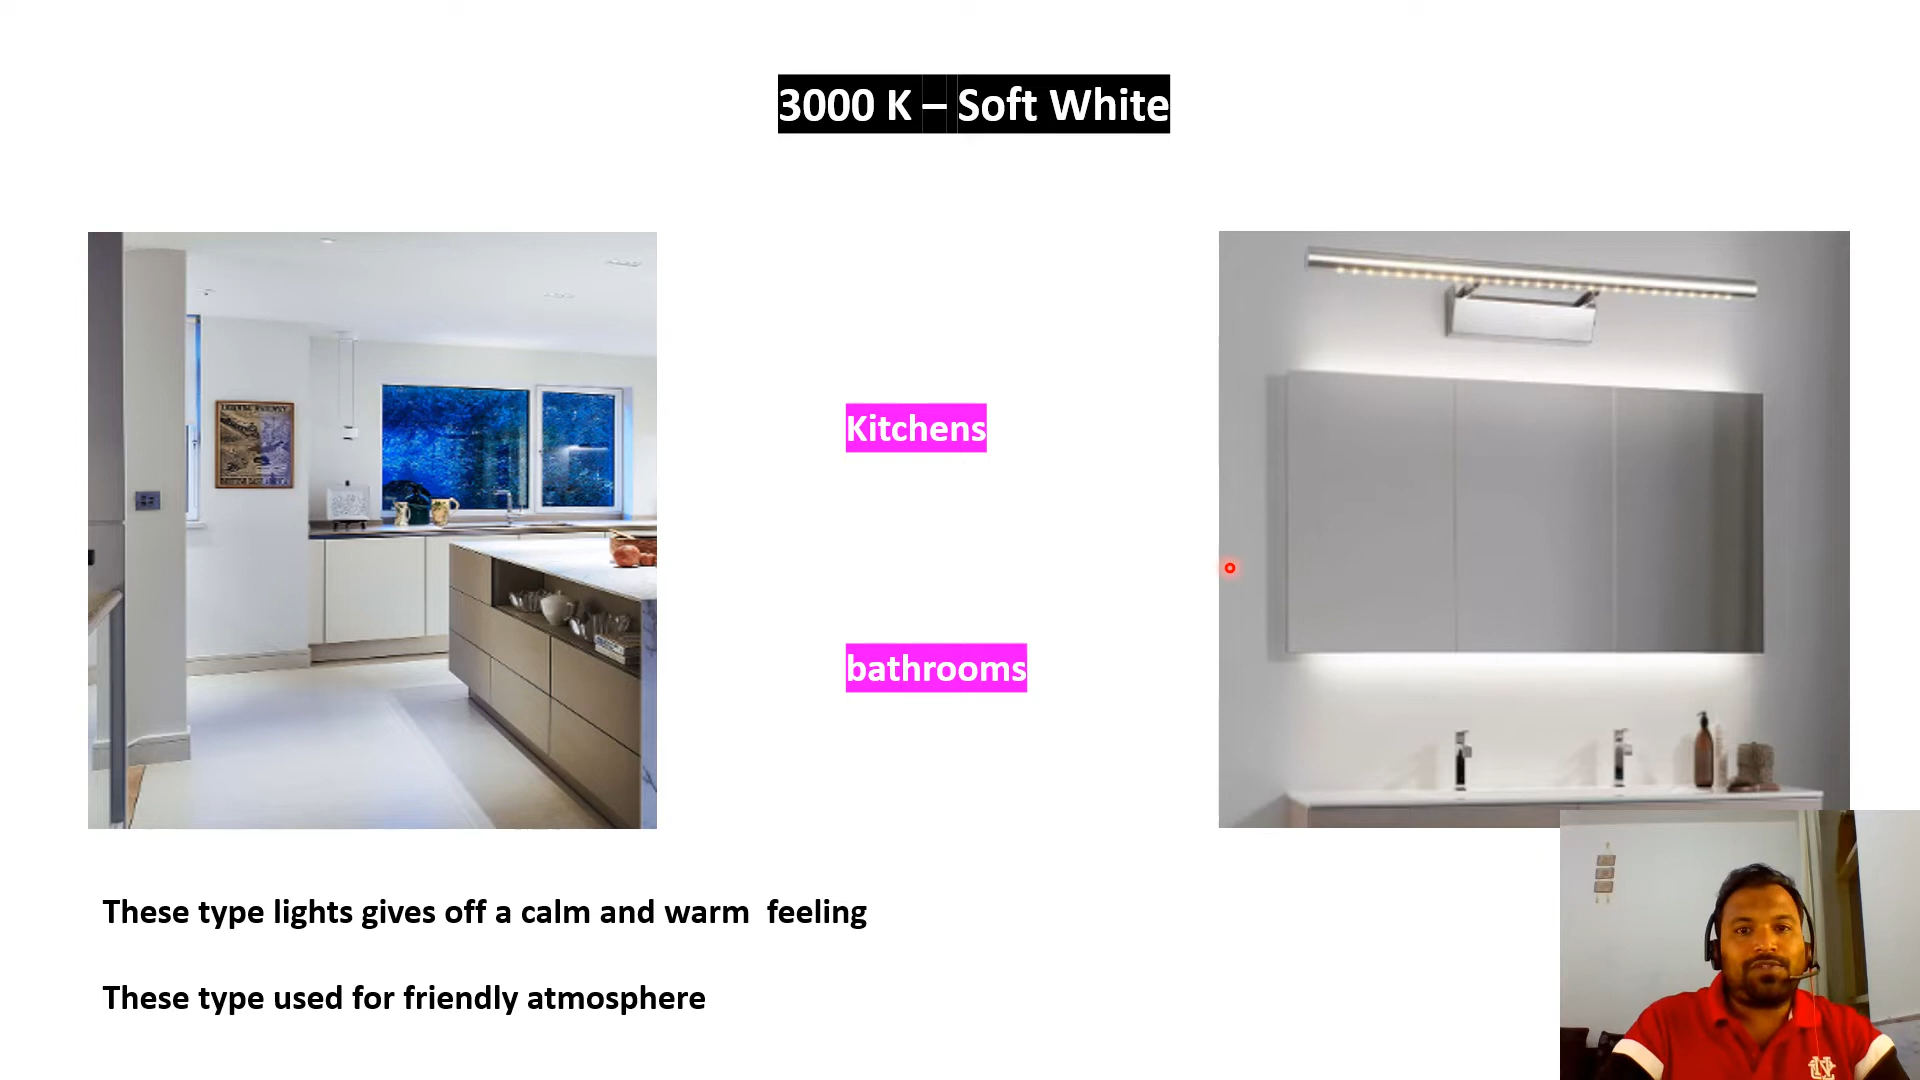 3000 K – Soft White
Kitchens
bathrooms
These type lights gives off a calm and warm  feeling
These type used for friendly atmosphere